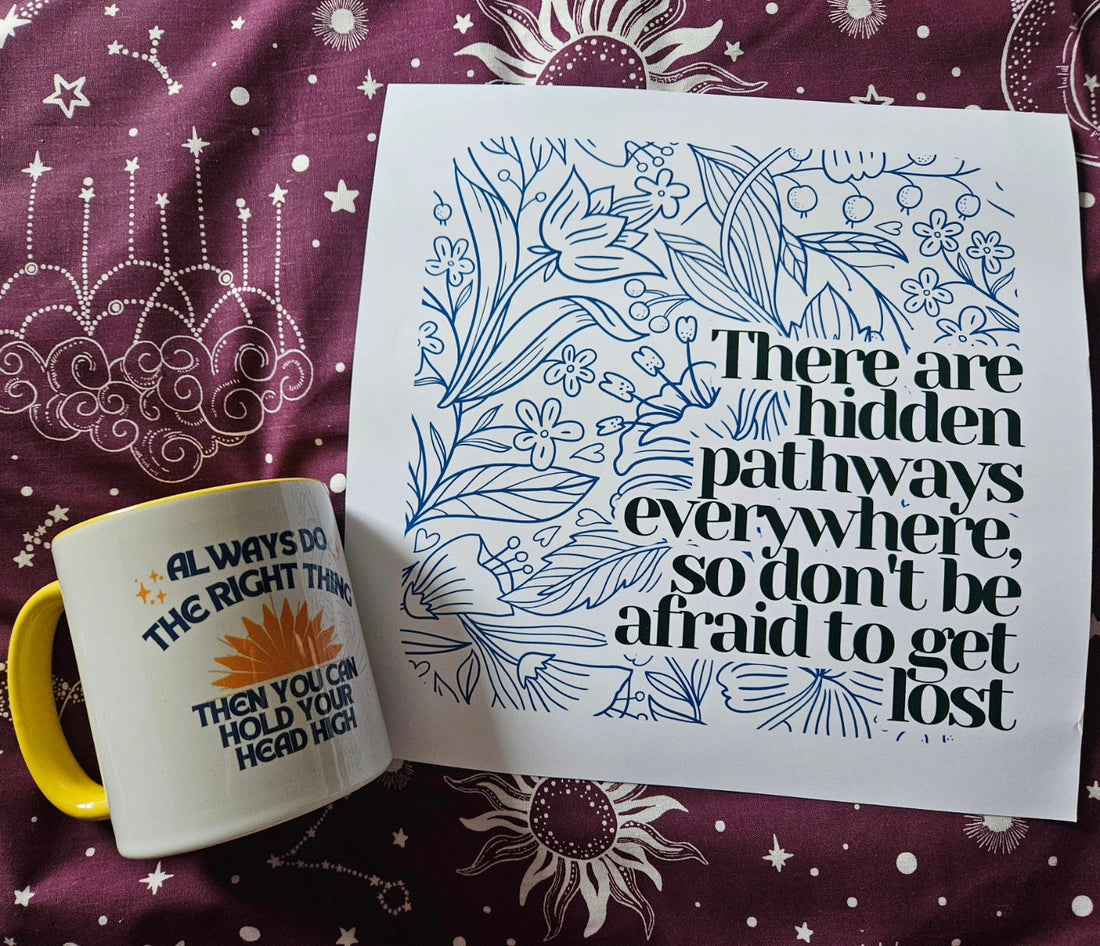 ALWAYS DO
THE RIGHT THING
THEN YOU CAN
HOLD YOUR
HEAD HIGH
There are
hidden
pathways
everywhere,
so don't be
afraid to get
lost